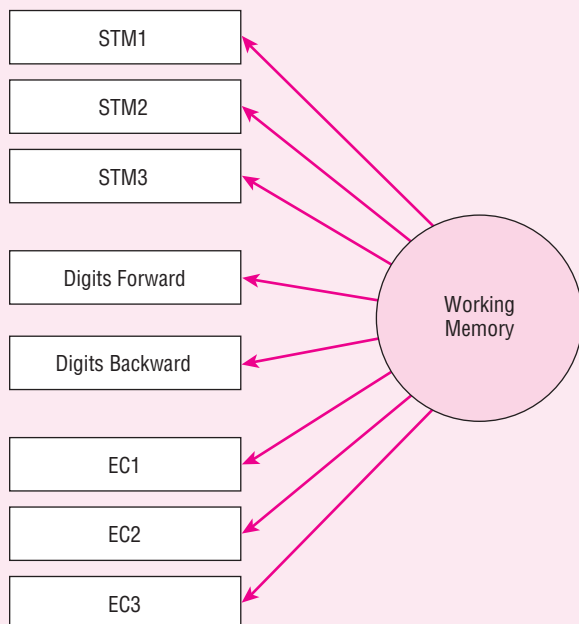 STM1
STM2
STM3
Digits Forward
Digits Backward
Working
Memory
EC1
EC2
EC3